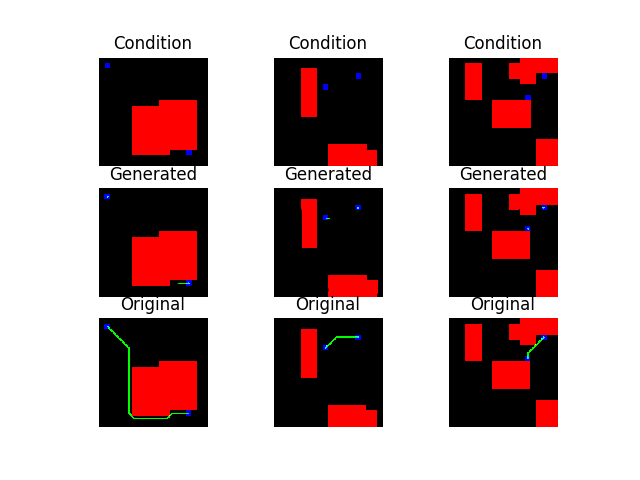 Condition
Condition
Condition
Generated
Generated
Generated
Original
Original
Original